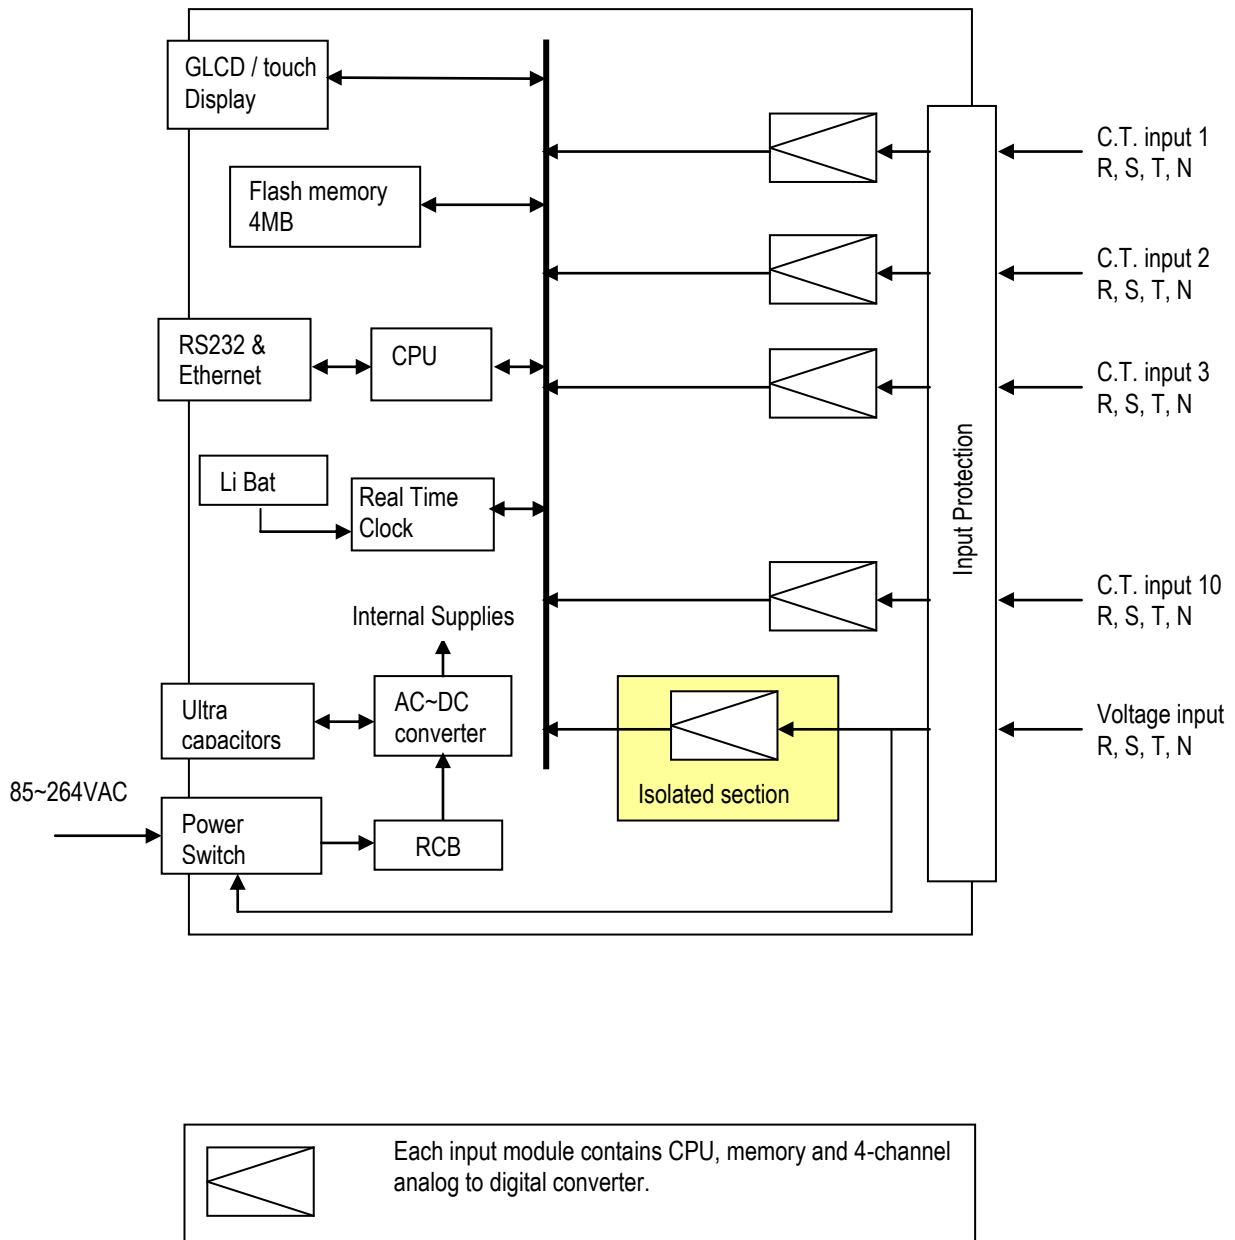 GLCD / touch
Display
Flash memory
4MB
RS232 &
Ethernet
CPU
Li Bat
Real Time
Clock
Internal Supplies
Ultra
capacitors
AC~DC
converter
85~264VAC
Power
Switch
RCB
Isolated section
Input Protection
C.T. input 1
R, S, T, N
C.T. input 2
R, S, T, N
C.T. input 3
R, S, T, N
C.T. input 10
R, S, T, N
Voltage input
R, S, T, N
Each input module contains CPU, memory and 4-channel
analog to digital converter.